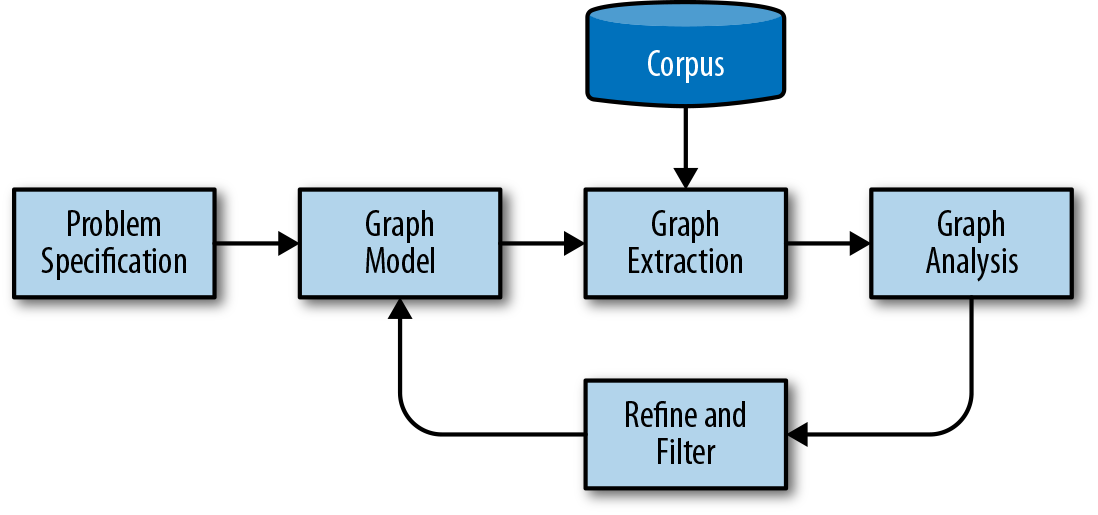 Corpus
Problem
Specification
Graph
Model
Graph
Extraction
Graph
Analysis
Refine and
Filter